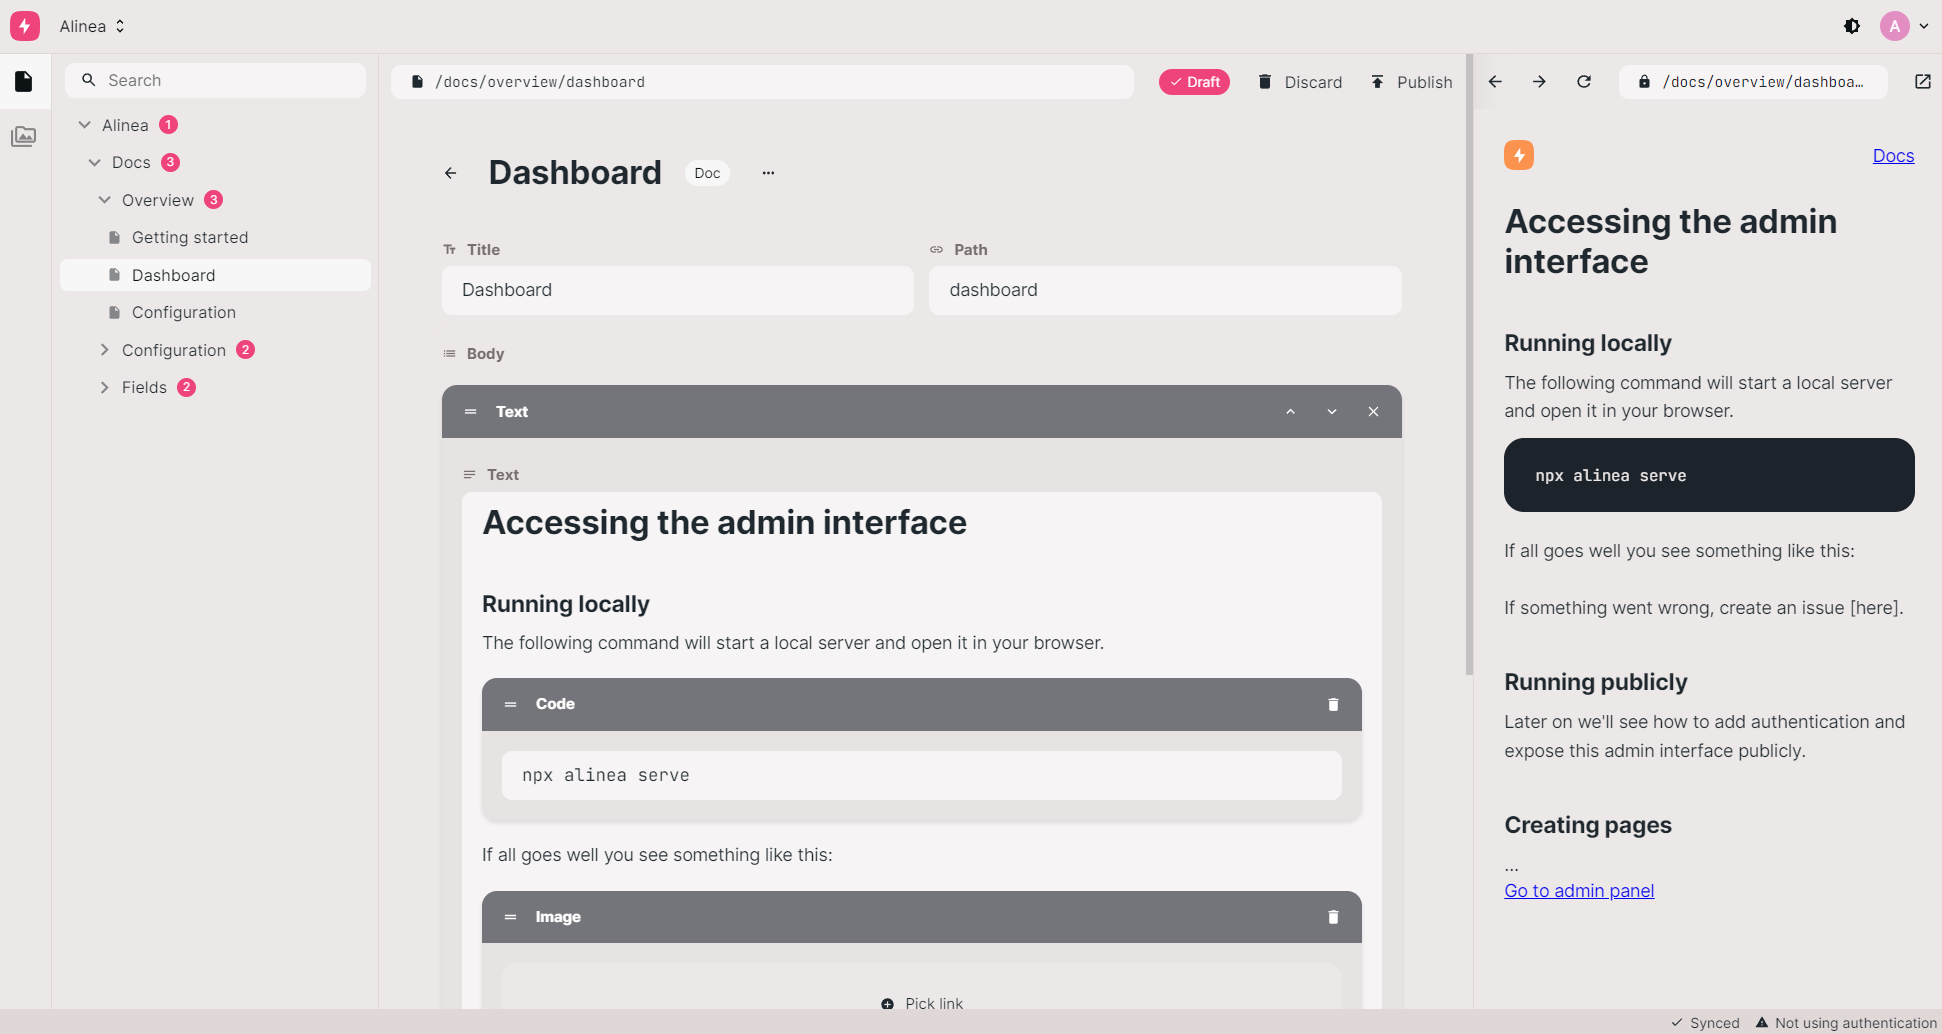 Alinea
A
Search
Alinea 1
Docs 3
Overview 3
Getting started
Dashboard
Configuration
Configuration 2
Fields 2
/docs/overview/dashboard
Draft
Discard
Publish
Dashboard
Doc
Title
Path
Dashboard
dashboard
Body
Text
Text
Accessing the admin interface
Running locally
The following command will start a local server and open it in your browser.
Code
npx alinea serve
If all goes well you see something like this:
Image
Pick link
/docs/overview/dashboa…
Docs
Accessing the admin
interface
Running locally
The following command will start a local server
and open it in your browser.
npx alinea serve
If all goes well you see something like this:
If something went wrong, create an issue [here].
Running publicly
Later on we'll see how to add authentication and
expose this admin interface publicly.
Creating pages
...
Go to admin panel
Synced
Not using authentication